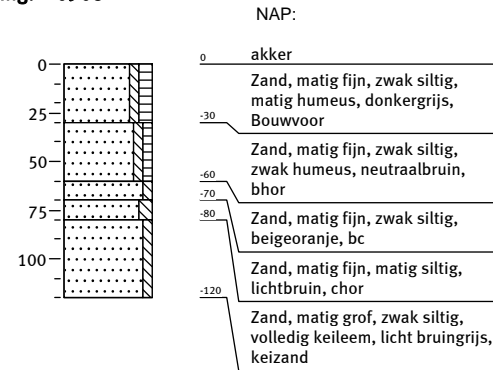 NAP:
0
25
50
75
100
0
akker
Zand, matig fijn, zwak siltig,
matig humeus, donkergrijs,
Bouwvoor
-30
Zand, matig fijn, zwak siltig,
zwak humeus, neutraalbruin,
bhor
-60
Zand, matig fijn, zwak siltig,
beigeoranje, bc
-70
Zand, matig fijn, matig siltig,
lichtbruin, chor
-80
Zand, matig grof, zwak siltig,
volledig keileem, licht bruingrijs,
keizand
-120